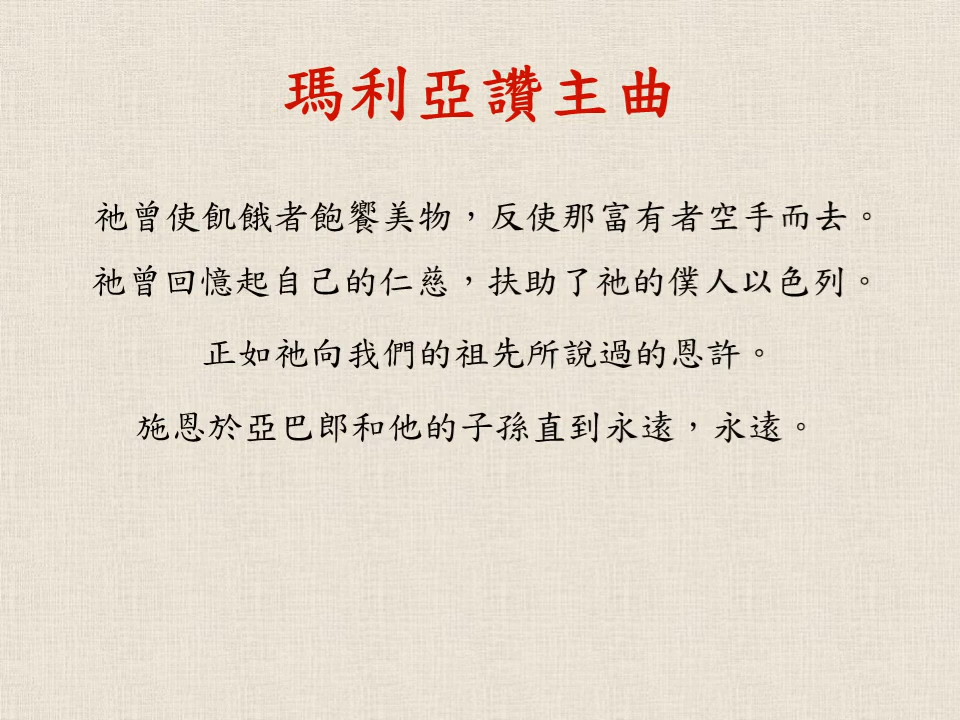 瑪利亞讚主曲
祂曾使飢餓者飽饗美物，反使那富有者空手而去。
祂曾回憶起自己的仁慈，扶助了祂的僕人以色列。
正如祂向我們的祖先所說過的恩許。
施恩於亞巴郎和他的子孫直到永遠，永遠。